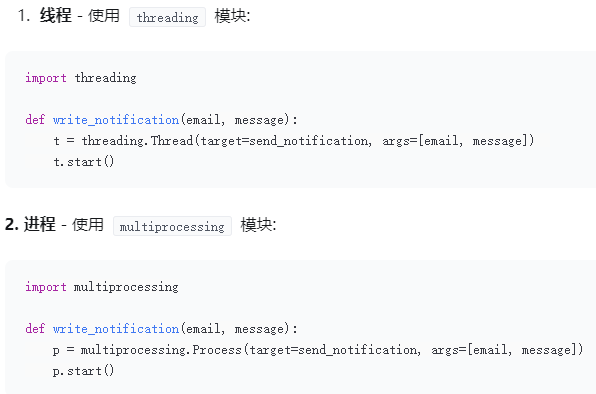 1. 线程 - 使用 threading 模块:
import threading
def write_notification(email, message):
    t = threading.Thread(target=send_notification, args=[email, message])
    t.start()
2. 进程 - 使用 multiprocessing 模块:
import multiprocessing
def write_notification(email, message):
    p = multiprocessing.Process(target=send_notification, args=[email, message])
    p.start()